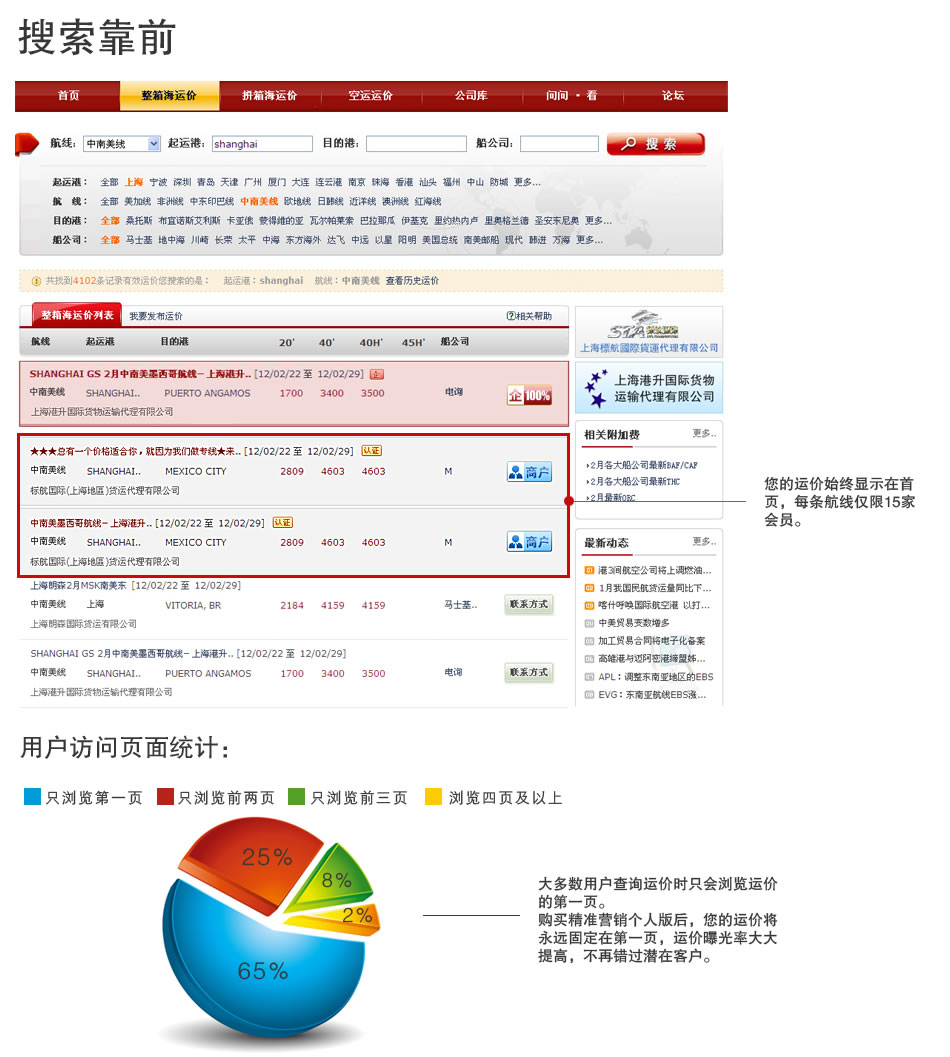 搜索靠前
首页 整箱海运价 拼箱海运价 空运运价 公司库 问问·看 论坛
航线: 中南美线 起运港: shanghai 目的港: 船公司: 搜 索
起运港: 全部 上海 宁波 深圳 青岛 天津 广州 厦门 大连 连云港 南京 珠海 香港 汕头 福州 中山 防城 更多...
航 线: 全部 美加线 非洲线 中东印巴线 中南美线 欧地线 日韩线 近洋线 澳洲线 红海线
目的港: 全部 桑托斯 布宜诺斯艾利斯 卡亚俄 蒙得维的亚 瓦尔帕莱索 巴拉那瓜 伊基克 里约热内卢 里奥格兰德 圣安东尼奥 更多...
船公司: 全部 马士基 地中海 川崎 长荣 太平 中海 东方海外 达飞 中远 以星 阳明 美国总统 南美邮船 现代 韩进 万海 更多...
共找到4102条记录有效运价您搜索的是: 起运港: shanghai 航线: 中南美线 查看历史运价
整箱海运价列表 我要发布运价 ?相关帮助
航线 起运港 目的港 20' 40' 40H' 45H' 船公司
SHANGHAI GS 2月中南美墨西哥航线-上海港升.. [12/02/22 至 12/02/29] 企
中南美线 SHANGHAI.. PUERTO ANGAMOS 1700 3400 3500 电询 企 100%
上海港升国际货物运输代理有限公司
★★★总有一个价格适合你,就因为我们做专线★来.. [12/02/22 至 12/02/29] 认证
中南美线 SHANGHAI.. MEXICO CITY 2809 4603 4603 M 商户
标航国际(上海地區)货运代理有限公司
中南美墨西哥航线-上海港升.. [12/02/22 至 12/02/29] 认证
中南美线 SHANGHAI.. MEXICO CITY 2809 4603 4603 M 商户
标航国际(上海地區)货运代理有限公司
上海朗森2月MSK南美东 [12/02/22 至 12/02/29]
中南美线 上海 VITORIA, BR 2184 4159 4159 马士基.. 联系方式
上海朗森国际货运有限公司
SHANGHAI GS 2月中南美墨西哥航线-上海港升.. [12/02/22 至 12/02/29]
中南美线 SHANGHAI.. PUERTO ANGAMOS 1700 3400 3500 电询 联系方式
上海港升国际货物运输代理有限公司
STA
上海標航國際貨運代理有限公司
上海港升国际货物
运输代理有限公司
相关附加费 更多..
2月各大船公司最新BAF/CAF
2月各大船公司最新THC
2月最新ORC
最新动态 更多..
港3间航空公司将上调燃油...
1月我国民航货运量同比下...
喀什呼唤国际航空港 以打...
中美贸易变数增多
加工贸易合同将电子化备案
高雄港与迈阿密港缔盟姊...
APL:调整东南亚地区的EBS
EVG:东南亚航线EBS涨...
您的运价始终显示在首
页,每条航线仅限15家
会员。
用户访问页面统计:
只浏览第一页 只浏览前两页 只浏览前三页 浏览四页及以上
25%
8%
2%
65%
大多数用户查询运价时只会浏览运价
的第一页。
购买精准营销个人版后,您的运价将
永远固定在第一页,运价曝光率大大
提高,不再错过潜在客户。